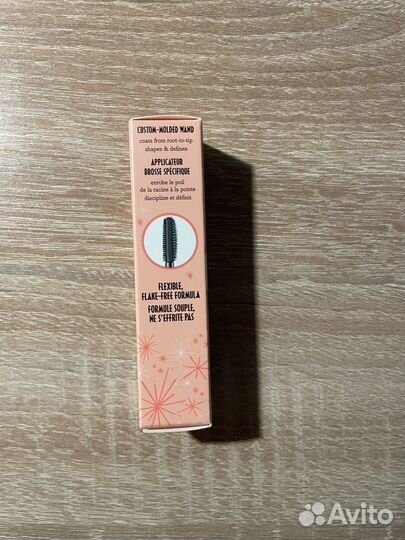 CUSTOM-MOLDED WAND
coats from root-to-tip
shapes & defines
APPLICATEUR
BROSSE SPÉCIFIQUE
enrobe le poil
de la racine à la pointe
discipline et définit
FLEXIBLE,
FLAKE-FREE FORMULA
FORMULE SOUPLE,
NE S'EFFRITE PAS
Avito